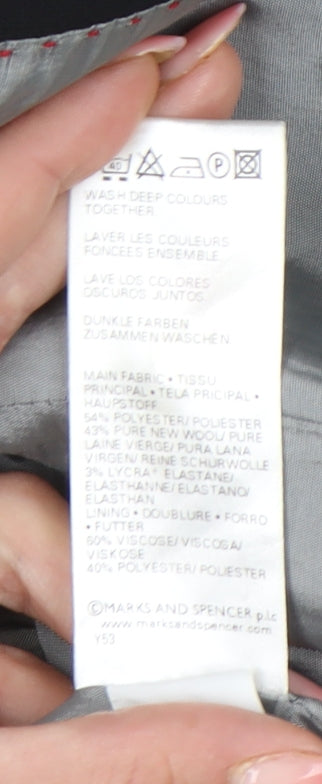 40 P
WASH DEEP COLOURS
TOGETHER
LAVER LES COULEURS
FONCEES ENSEMBLE
LAVE LOS COLORES
OSCUROS JUNTOS
DUNKLE FARBEN
ZUSAMMEN WASCHEN
MAIN FABRIC • TISSU
PRINCIPAL • TELA PRICIPAL •
HAUPSTOFF
54% POLYESTER/ POLIESTER
43% PURE NEW WOOL/ PURE
LAINE VIERGE/ PURA LANA
VIRGEN/ REINE SCHURWOLLE
3% LYCRA* ELASTANE/
ELASTHANNE/ ELASTANO/
ELASTHAN
LINING • DOUBLURE • FORRO
• FUTTER
60% VISCOSE/ VISCOSA/
VISKOSE
40% POLYESTER/ POLIESTER
©MARKS AND SPENCER p.l.c
www.marksandspencer.com
Y53